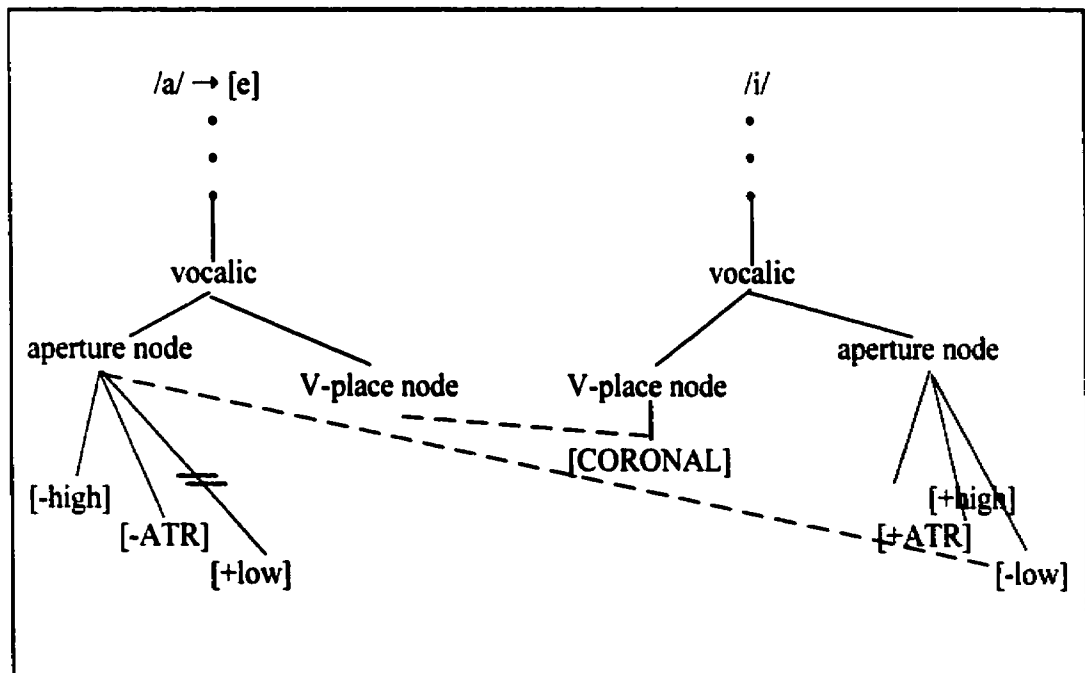 /a/ → [e] /i/
vocalic vocalic
aperture node aperture node
V-place node V-place node
[CORONAL]
[-high] [+high]
[-ATR] [+ATR]
[+low] [-low]